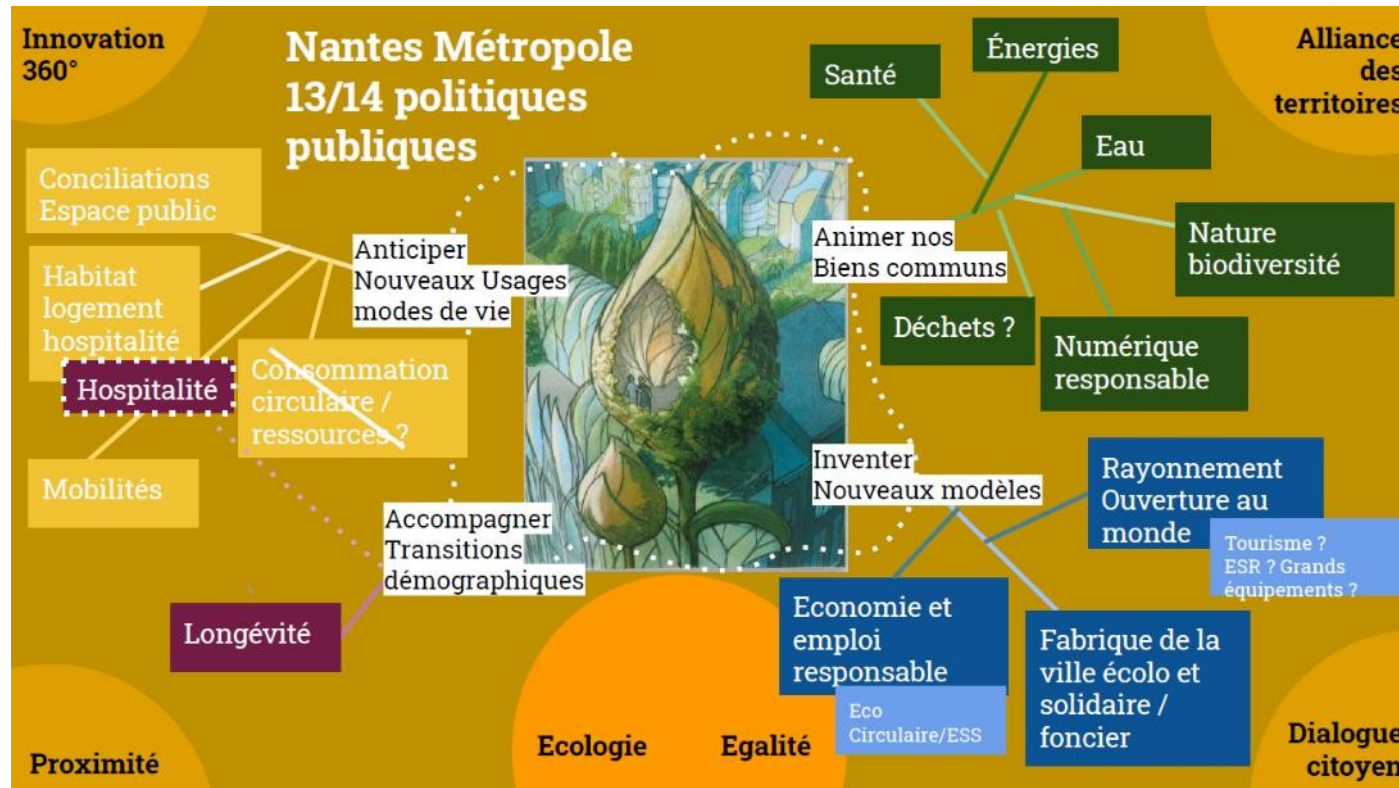 Innovation
360°
Nantes Métropole
13/14 politiques
publiques
Alliance
des
territoires
Énergies
Santé
Eau
Nature
biodiversité
Animer nos
Biens communs
Déchets ?
Numérique
responsable
Conciliations
Espace public
Anticiper
Nouveaux Usages
modes de vie
Habitat
logement
hospitalité
Hospitalité
Consommation
circulaire /
ressources ?
Mobilités
Accompagner
Transitions
démographiques
Longévité
Inventer
Nouveaux modèles
Rayonnement
Ouverture au
monde
Tourisme ?
ESR ? Grands
équipements ?
Economie et
emploi
responsable
Eco
Circulaire/ESS
Fabrique de la
ville écolo et
solidaire /
foncier
Proximité
Ecologie
Egalité
Dialogue
citoyen